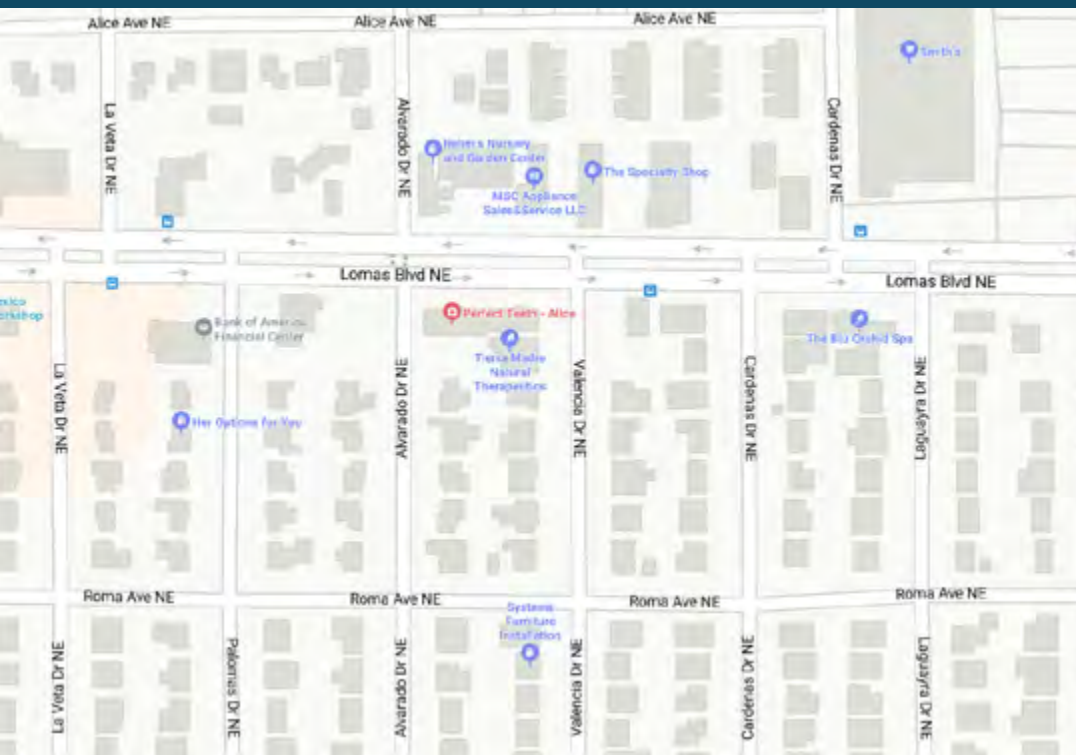 Alice Ave NE
Alice Ave NE
Alice Ave NE
Smith's
La Veta Dr NE
Alvarado Dr NE
Cardenas Dr NE
Nursery
and Garden Center
The Specialty Shop
MSC Appliance
Sales&Service LLC
Lomas Blvd NE
Lomas Blvd NE
Perfect Teeth - Alice
Bank of America
Financial Center
Tierra Madre
Natural
Therapeutics
The Blu Orchid Spa
La Veta Dr NE
Alvarado Dr NE
Valencia Dr NE
Cardenas Dr NE
Laguayra Dr NE
Her Options for You
Roma Ave NE
Roma Ave NE
Roma Ave NE
Roma Ave NE
Systems
Furniture
Installation
La Veta Dr NE
Palomas Dr NE
Alvarado Dr NE
Valencia Dr NE
Cardenas Dr NE
Laguayra Dr NE